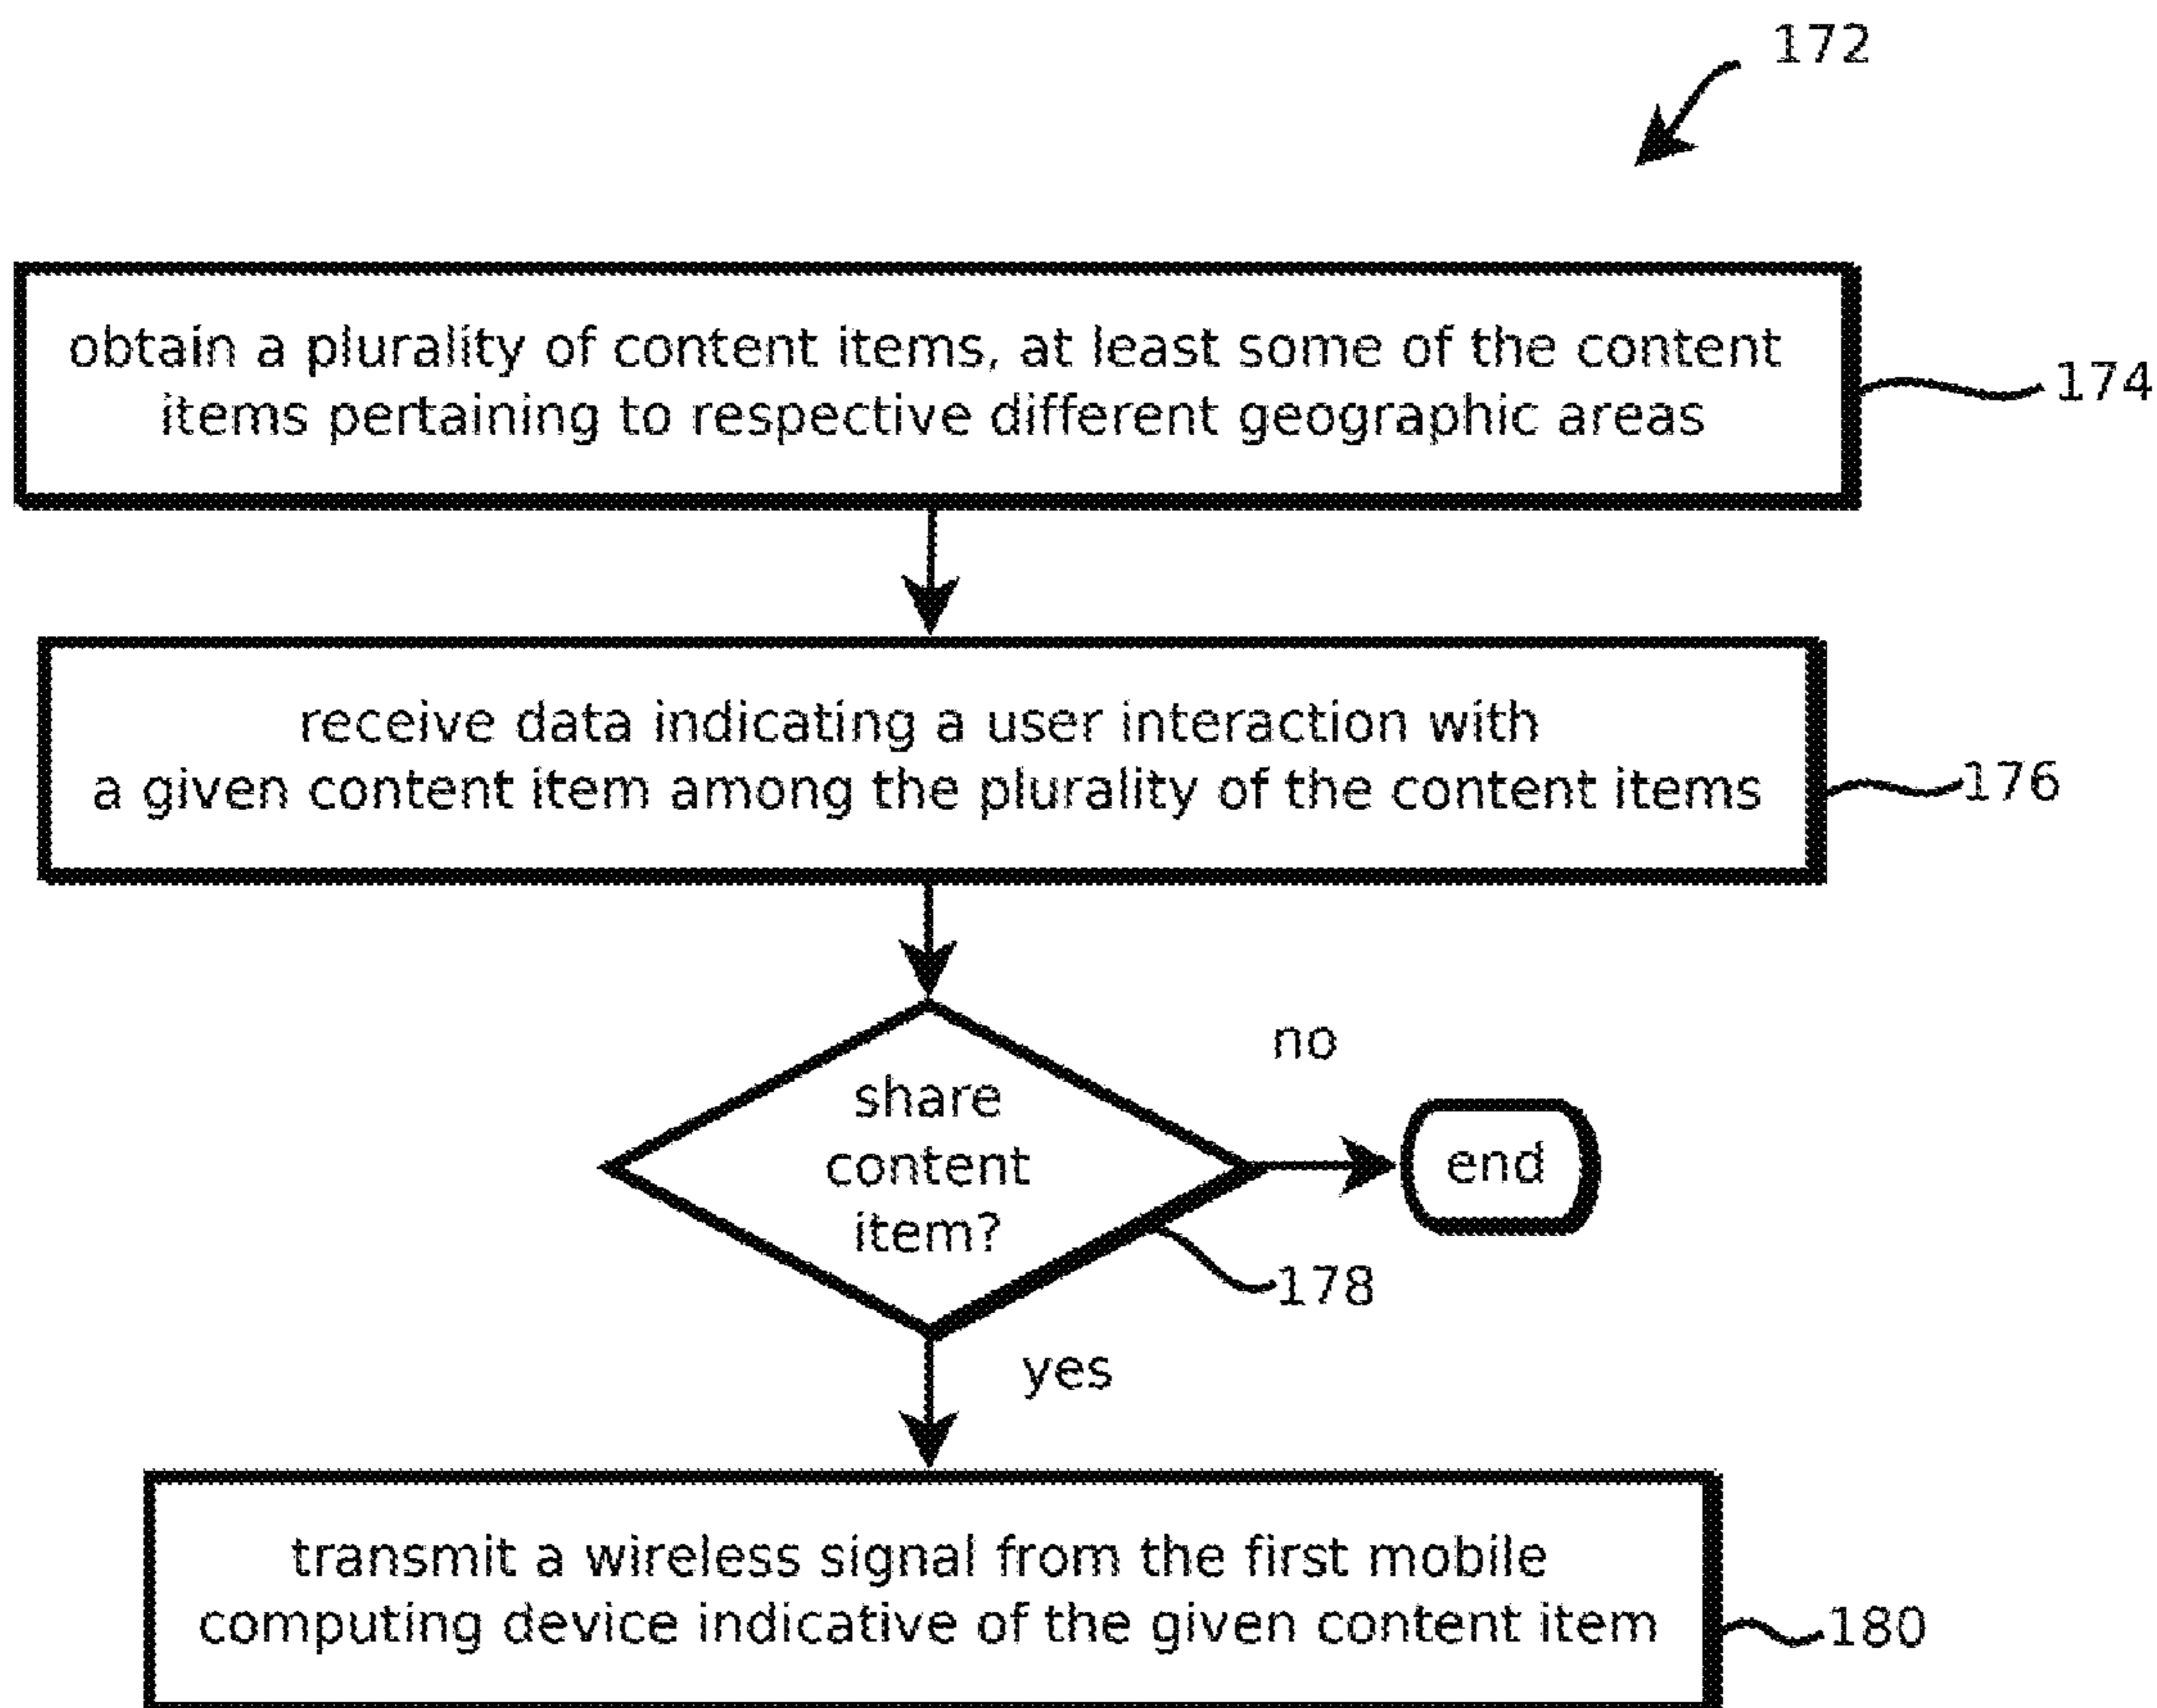 172
obtain a plurality of content items, at least some of the content
items pertaining to respective different geographic areas
174
receive data indicating a user interaction with
a given content item among the plurality of the content items
176
share
content
item?
no
end
178
yes
transmit a wireless signal from the first mobile
computing device indicative of the given content item
180